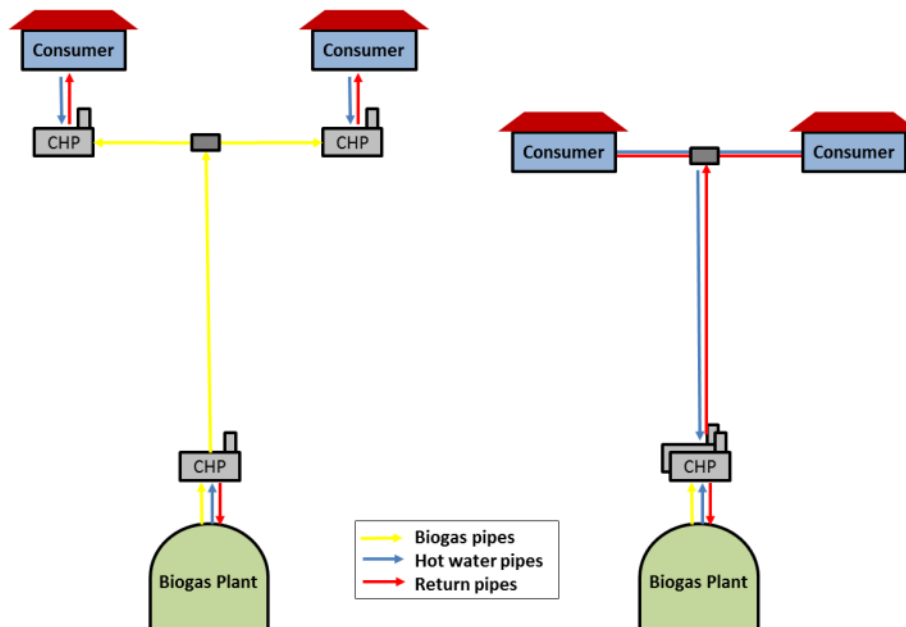 Consumer
Consumer
CHP
CHP
Consumer
Consumer
CHP
CHP
Biogas Plant
Biogas pipes
Hot water pipes
Return pipes
Biogas Plant